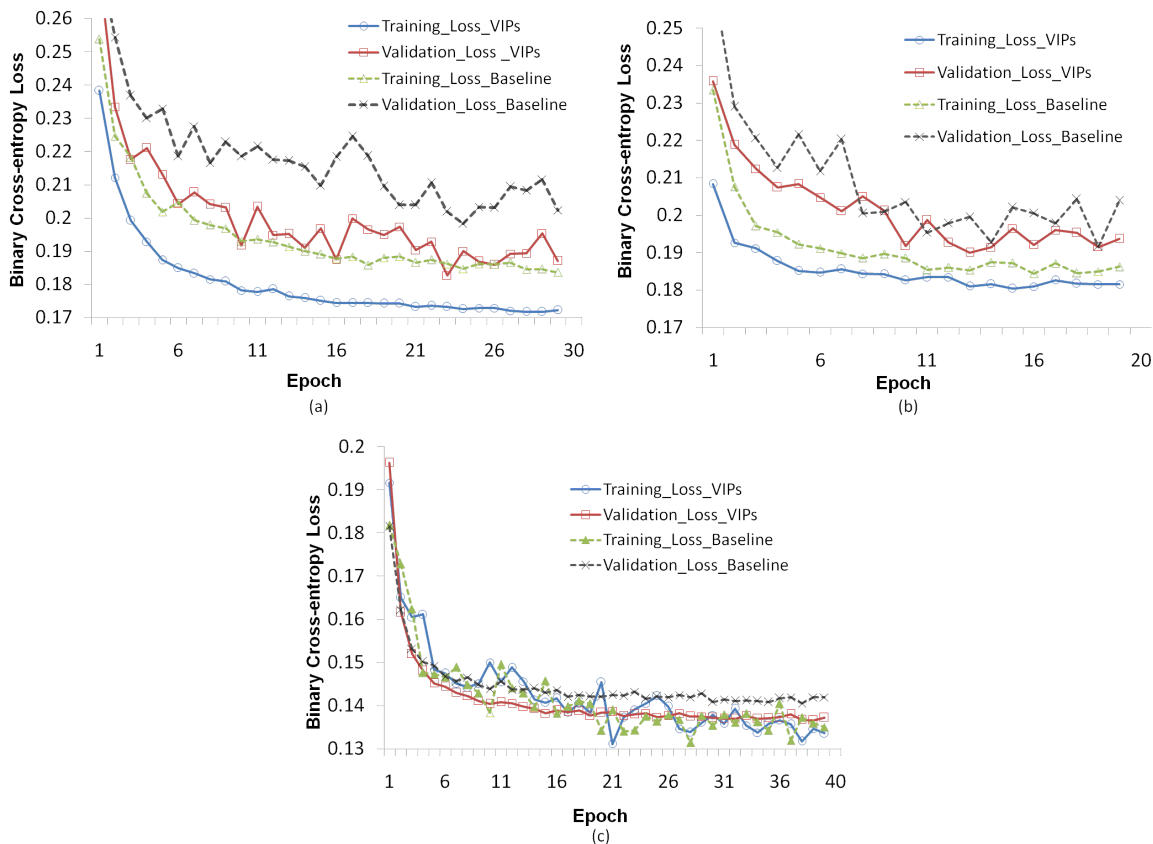 Binary Cross-entropy Loss
0.26
0.25
0.24
0.23
0.22
0.21
0.2
0.19
0.18
0.17
Training_Loss_VIPs
Validation_Loss _VIPs
Training_Loss_Baseline
Validation_Loss_Baseline
1 6 11 16 21 26 30
Epoch
(a)
Binary Cross-entropy Loss
0.25
0.24
0.23
0.22
0.21
0.2
0.19
0.18
0.17
Training_Loss_VIPs
Validation_Loss_VIPs
Training_Loss_Baseline
Validation_Loss_Baseline
1 6 11 16 20
Epoch
(b)
Binary Cross-entropy Loss
0.2
0.19
0.18
0.17
0.16
0.15
0.14
0.13
Training_Loss_VIPs
Validation_Loss_VIPs
Training_Loss_Baseline
Validation_Loss_Baseline
1 6 11 16 21 26 31 36 40
Epoch
(c)